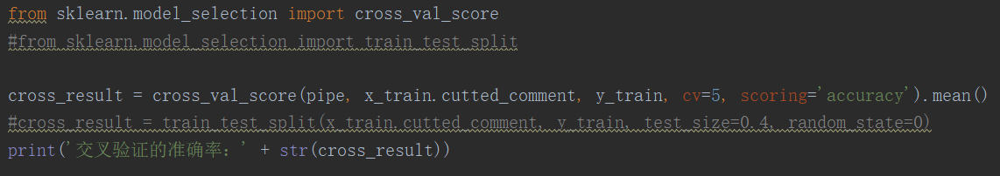 from sklearn.model_selection import cross_val_score
#from sklearn.model_selection import train_test_split
cross_result = cross_val_score(pipe, x_train.cutted_comment, y_train, cv=5, scoring='accuracy').mean()
#cross_result = train_test_split(x_train.cutted_comment, y_train, test_size=0.4, random_state=0)
print('交叉验证的准确率：' + str(cross_result))